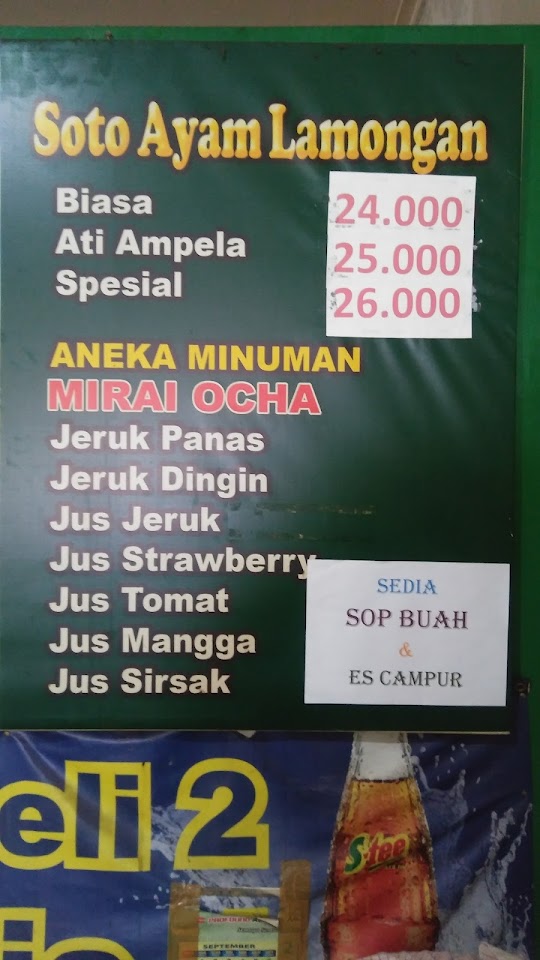 Soto Ayam Lamongan
Biasa 24.000
Ati Ampela 25.000
Spesial 26.000
ANEKA MINUMAN
MIRAI OCHA
Jeruk Panas
Jeruk Dingin
Jus Jeruk
Jus Strawberry
Jus Tomat
Jus Mangga
Jus Sirsak
SEDIA
SOP BUAH
&
ES CAMPUR
eli 2
S-tee
SEPTEMBER